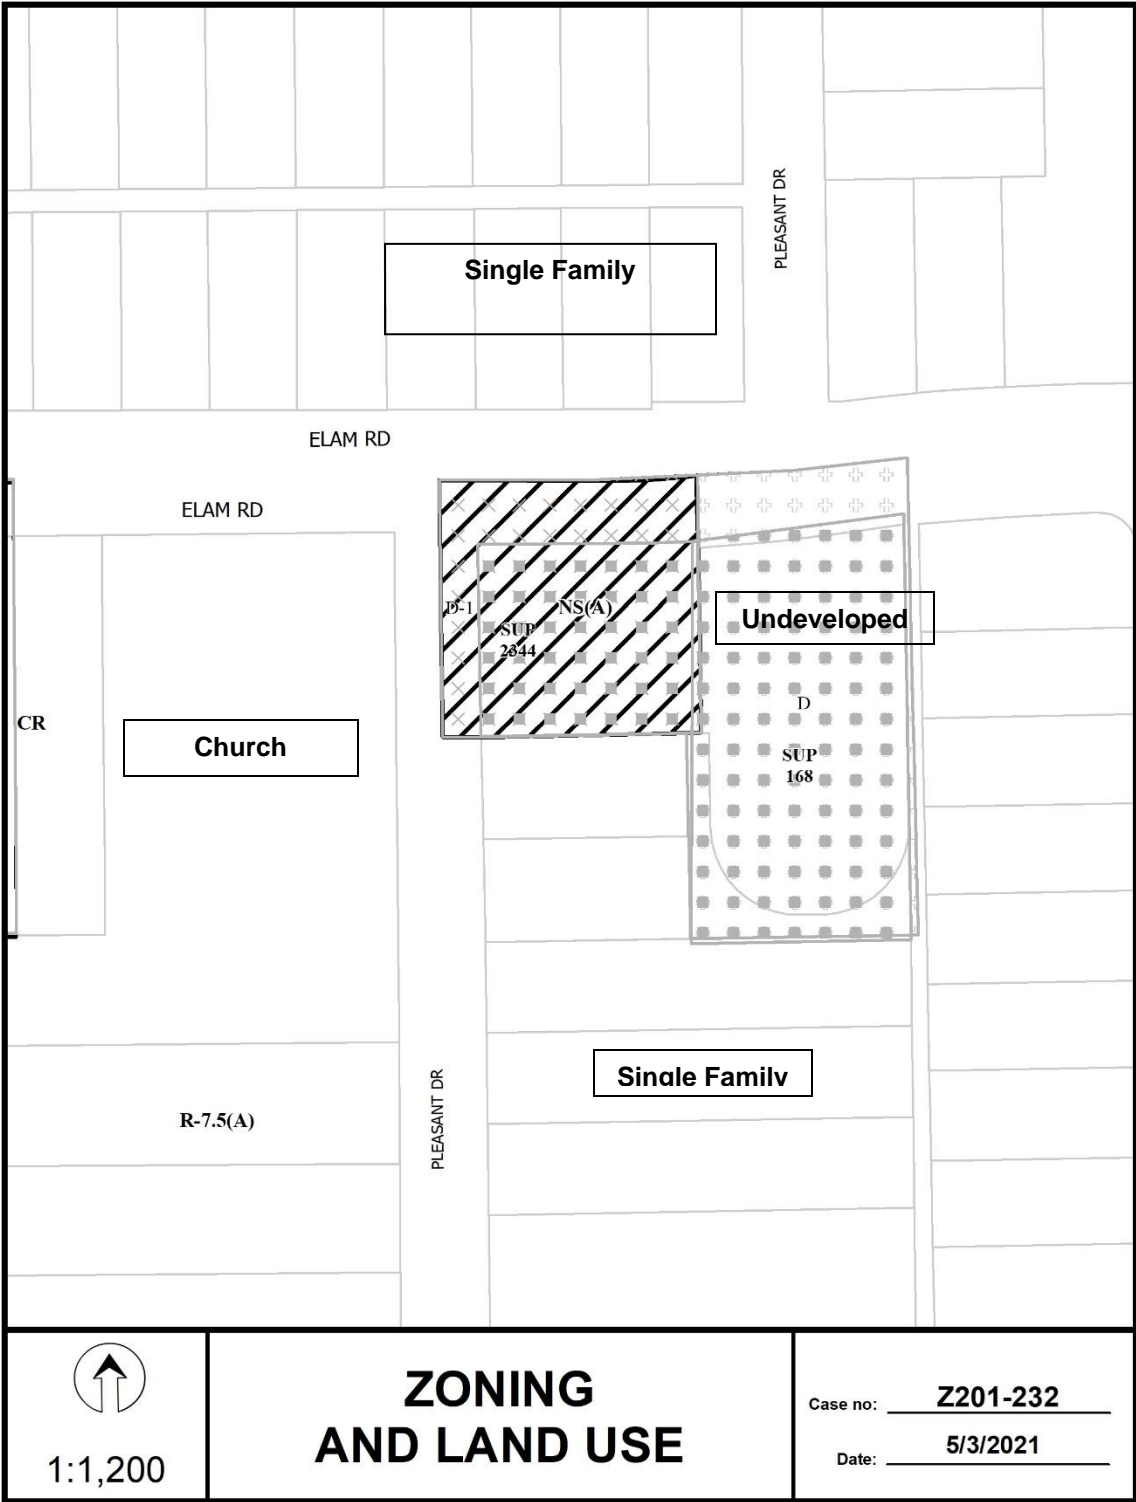 PLEASANT DR
Single Family
ELAM RD
ELAM RD
Undeveloped
D-1
NS(A)
SUP
2344
D
CR
Church
SUP
168
PLEASANT DR
Single Family
R-7.5(A)
1:1,200
ZONING
AND LAND USE
Case no: Z201-232
Date: 5/3/2021